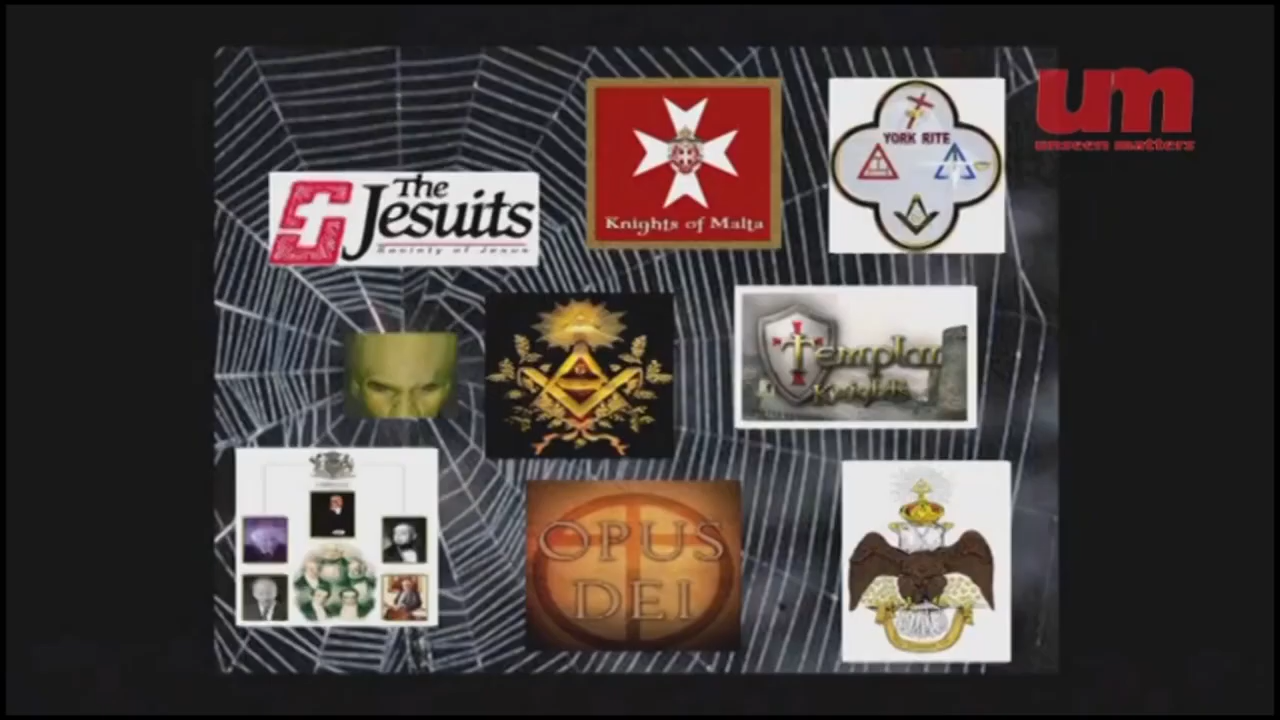 um
unseen matters
The
Jesuits
Society of Jesus
Knights of Malta
YORK RITE
G
Templar
Knights
OPUS
DEI